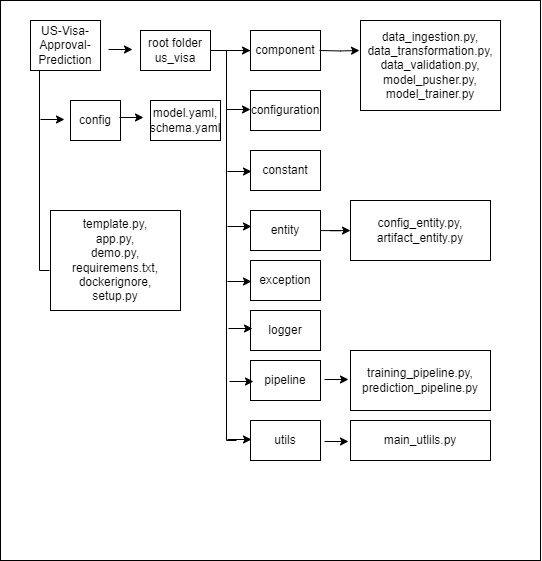 US-Visa-
Approval-
Prediction
root folder
us_visa
component
data_ingestion.py,
data_transformation.py,
data_validation.py,
model_pusher.py,
model_trainer.py
config
model.yaml,
schema.yaml
configuration
constant
template.py,
app.py,
demo.py,
requiremens.txt,
dockerignore,
setup.py
entity
config_entity.py,
artifact_entity.py
exception
logger
pipeline
training_pipeline.py,
prediction_pipeline.py
utils
main_utlils.py